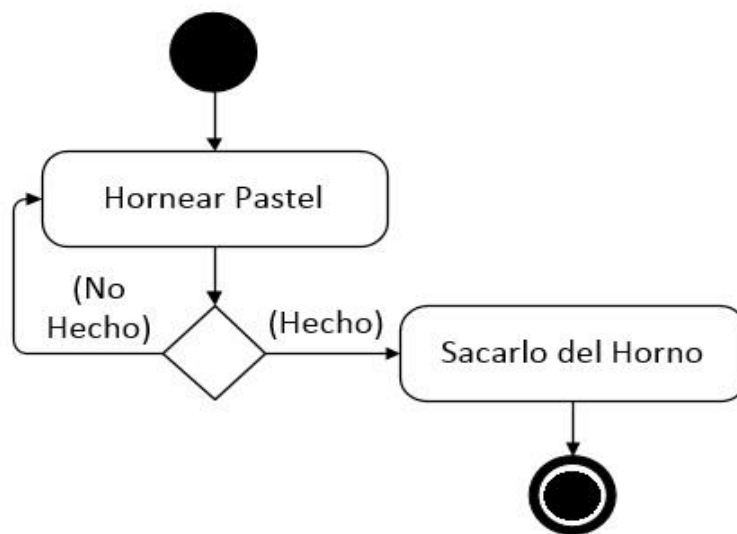 Hornear Pastel
(No
Hecho)
(Hecho)
Sacarlo del Horno